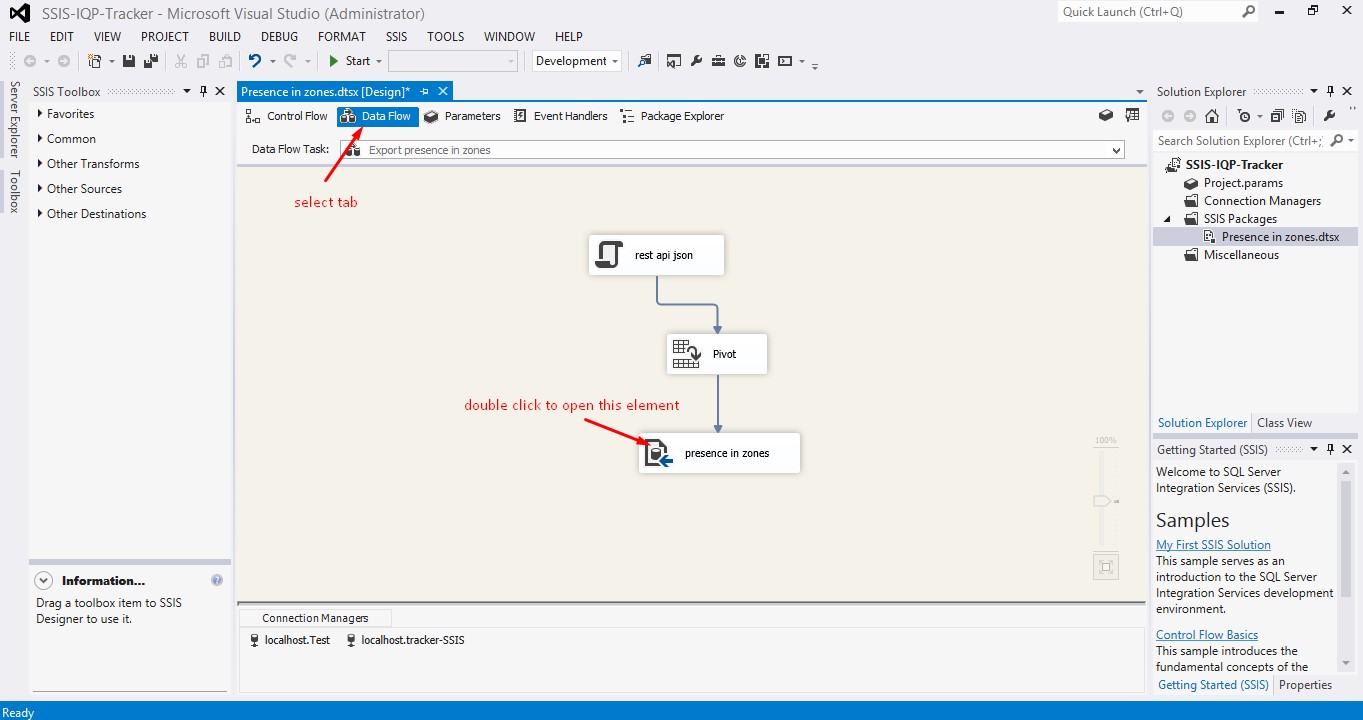 SSIS-IQP-Tracker - Microsoft Visual Studio (Administrator)
Quick Launch (Ctrl+Q)
FILE EDIT VIEW PROJECT BUILD DEBUG FORMAT SSIS TOOLS WINDOW HELP
Start
Development
Server Explorer
Toolbox
SSIS Toolbox
Favorites
Common
Other Transforms
Other Sources
Other Destinations
Information...
Drag a toolbox item to SSIS
Designer to use it.
Presence in zones.dtsx [Design]*
Control Flow Data Flow Parameters Event Handlers Package Explorer
Data Flow Task: Export presence in zones
select tab
rest api json
Pivot
double click to open this element
presence in zones
100%
Connection Managers
localhost.Test localhost.tracker-SSIS
Solution Explorer
Search Solution Explorer (Ctrl+;
SSIS-IQP-Tracker
Project.params
Connection Managers
SSIS Packages
Presence in zones.dtsx
Miscellaneous
Solution Explorer Class View
Getting Started (SSIS)
Welcome to SQL Server
Integration Services (SSIS).
Samples
My First SSIS Solution
This sample serves as an
introduction to the SQL Server
Integration Services development
environment.
Control Flow Basics
This sample introduces the
fundamental concepts of the
Getting Started (SSIS) Properties
Ready